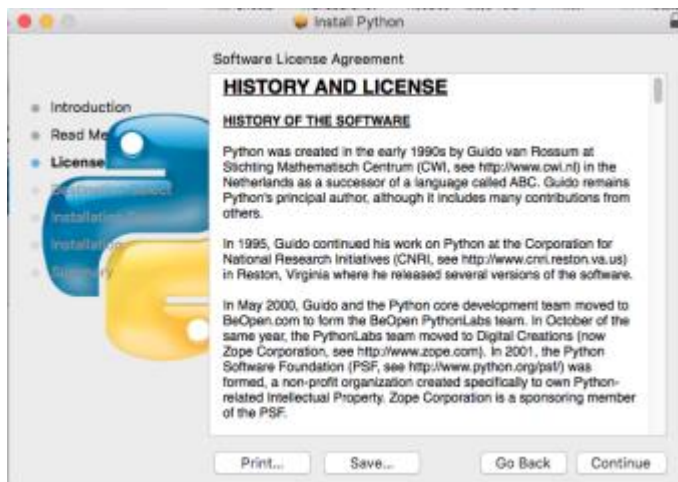 Install Python
Software License Agreement
Introduction
Read Me
License
Destination Select
Installation
Installation
Summary
HISTORY AND LICENSE
HISTORY OF THE SOFTWARE
Python was created in the early 1990s by Guido van Rossum at
Stichting Mathematisch Centrum (CWI, see http://www.cwi.nl) in the
Netherlands as a successor of a language called ABC. Guido remains
Python's principal author, although it includes many contributions from
others.
In 1995, Guido continued his work on Python at the Corporation for
National Research Initiatives (CNRI, see http://www.cnri.reston.va.us)
in Reston, Virginia where he released several versions of the software.
In May 2000, Guido and the Python core development team moved to
BeOpen.com to form the BeOpen PythonLabs team. In October of the
same year, the PythonLabs team moved to Digital Creations (now
Zope Corporation, see http://www.zope.com). In 2001, the Python
Software Foundation (PSF, see http://www.python.org/psf/) was
formed, a non-profit organization created specifically to own Python-
related Intellectual Property. Zope Corporation is a sponsoring member
of the PSF.
Print...
Save...
Go Back
Continue